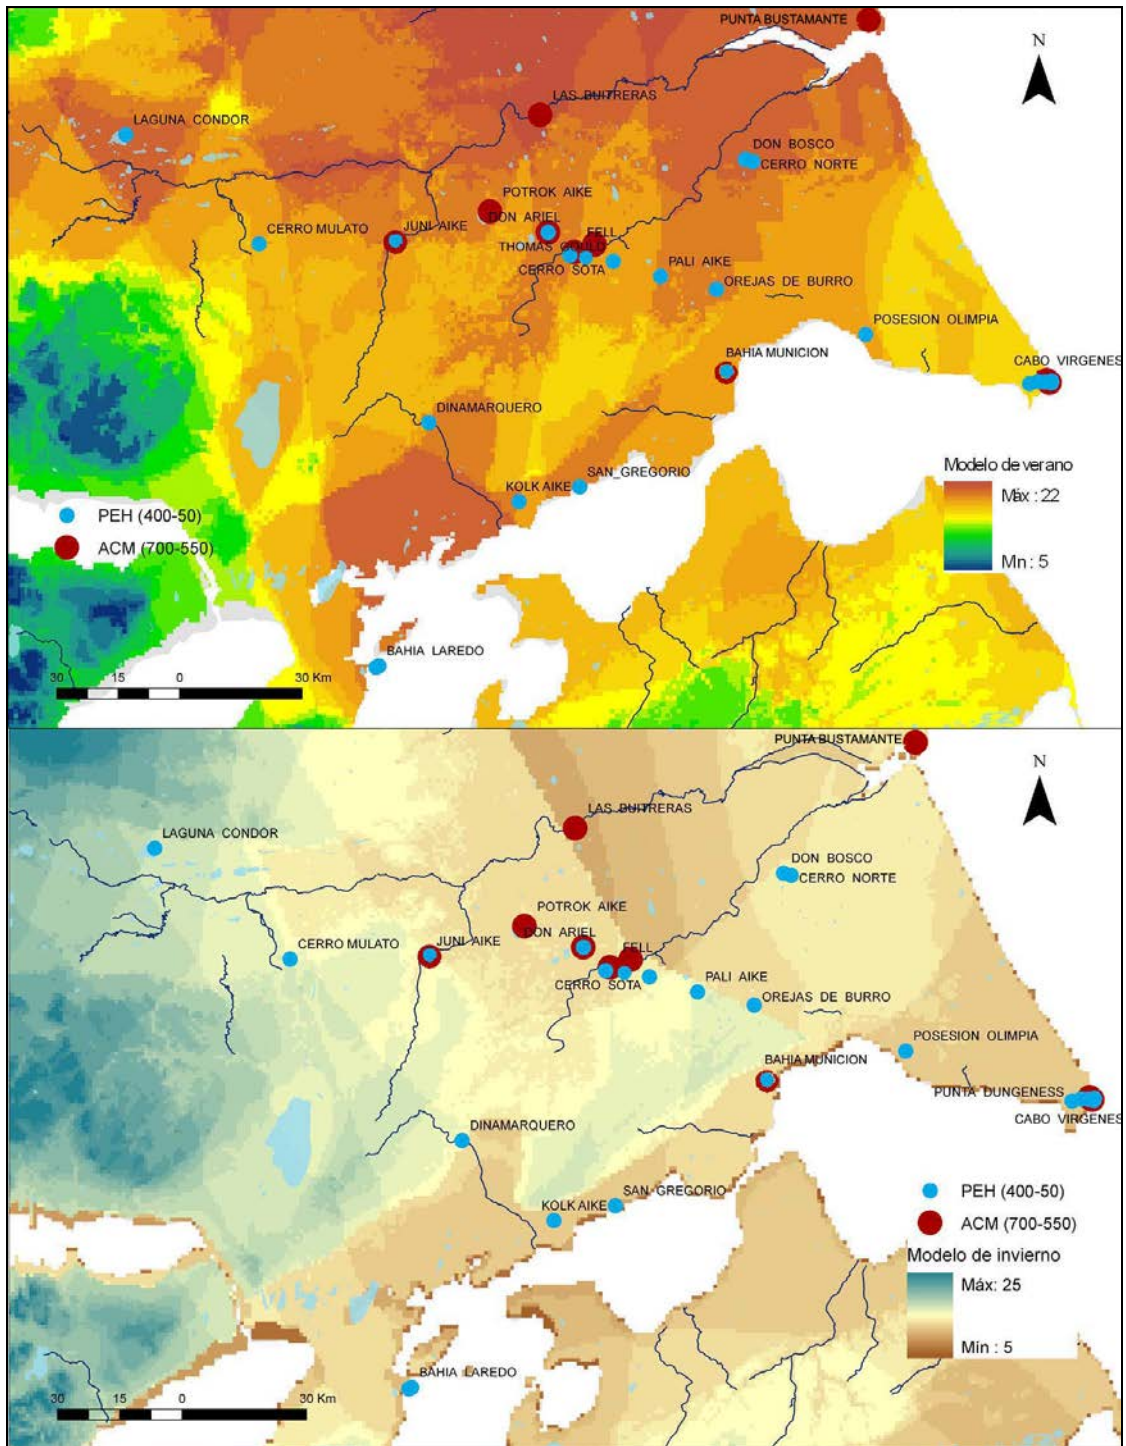 PUNTA BUSTAMANTE
N
LAS BUITRERAS
LAGUNA CONDOR
DON BOSCO
CERRO NORTE
POTROK AIKE
DON ARIEL
JUNI AIKE
FELL
CERRO MULATO
THOMAS GOULD
CERRO SOTA
PALI AIKE
OREJAS DE BURRO
POSESION OLIMPIA
BAHIA MUNICION
CABO VIRGENES
DINAMARQUERO
Modelo de verano
SAN_GREGORIO
KOLK AIKE
Máx : 22
PEH (400-50)
ACM (700-550)
Mn : 5
BAHIA LAREDO
30 15 0 30 Km
PUNTA BUSTAMANTE
N
LAS BUITRERAS
LAGUNA CONDOR
DON BOSCO
CERRO NORTE
POTROK AIKE
DON ARIEL
JUNI AIKE
FELL
CERRO MULATO
CERRO SOTA
PALI AIKE
OREJAS DE BURRO
POSESION OLIMPIA
BAHIA MUNICION
PUNTA DUNGENESS
CABO VIRGENES
DINAMARQUERO
SAN GREGORIO
KOLK AIKE
PEH (400-50)
ACM (700-550)
Modelo de invierno
Máx: 25
Mín : 5
BAHIA LAREDO
30 15 0 30 Km